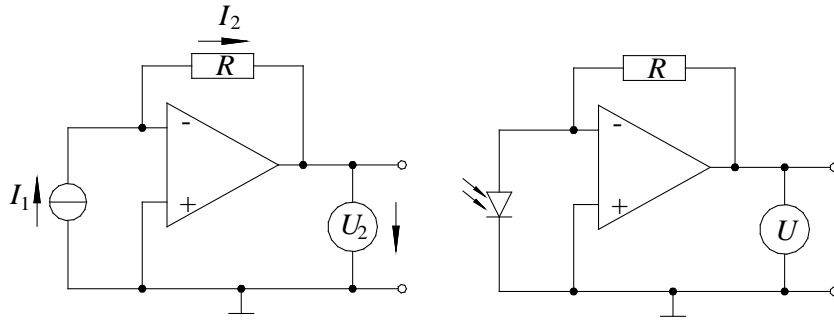 I₂
R
R
-
-
I₁
+
+
U₂
U